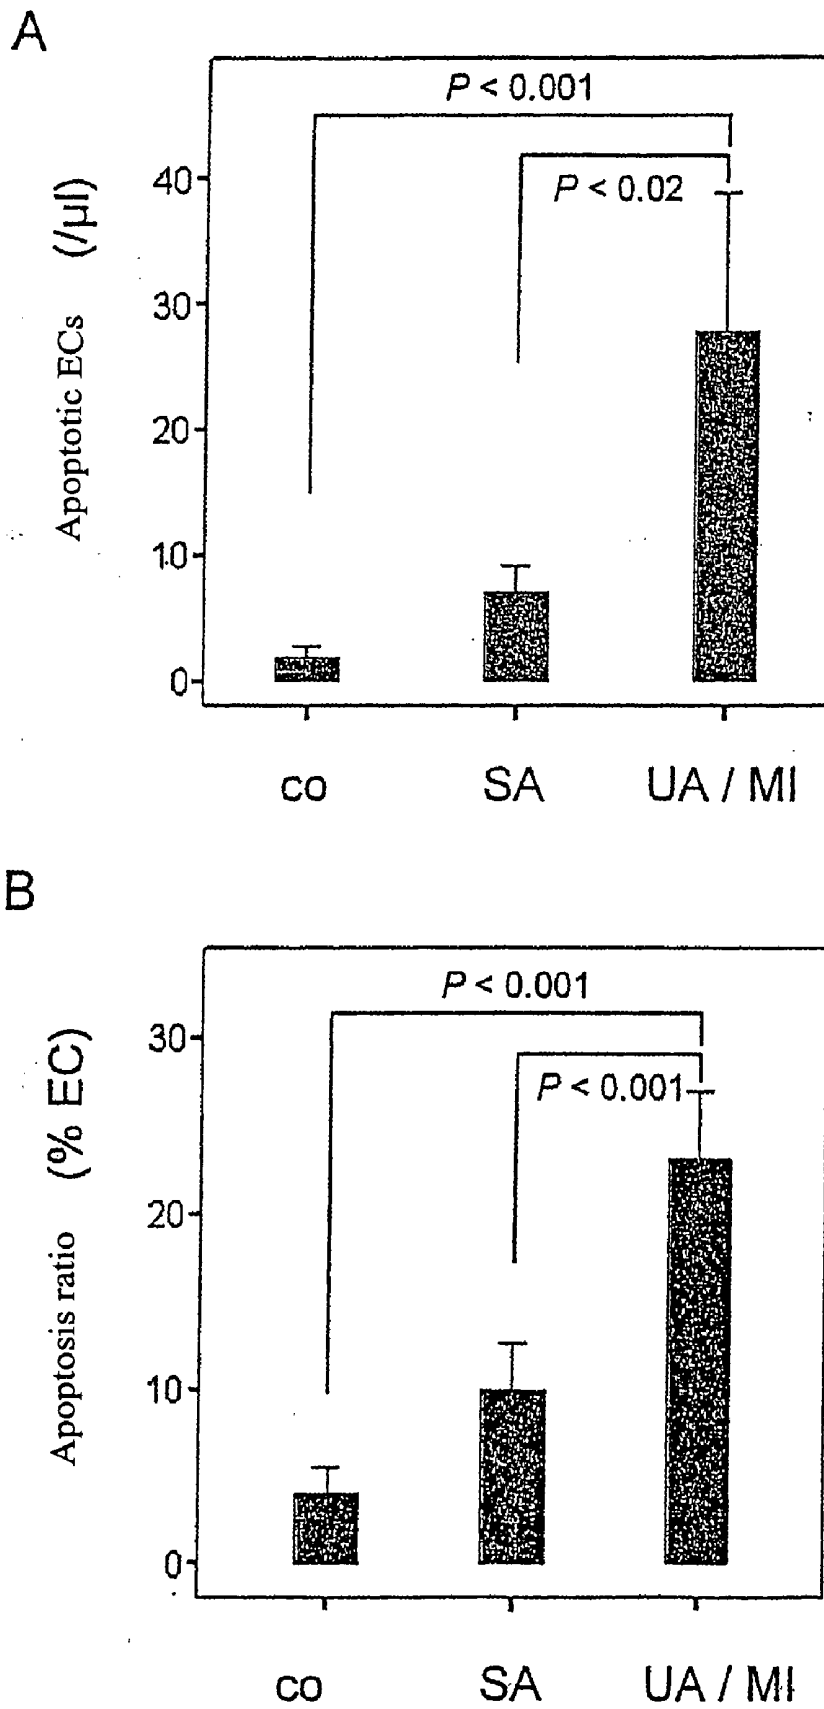 A
P < 0.001
P < 0.02
40
30
20
10
0
Apoptotic ECs (/µl)
co SA UA / MI
B
P < 0.001
P < 0.001
30
20
10
0
Apoptosis ratio (% EC)
co SA UA / MI